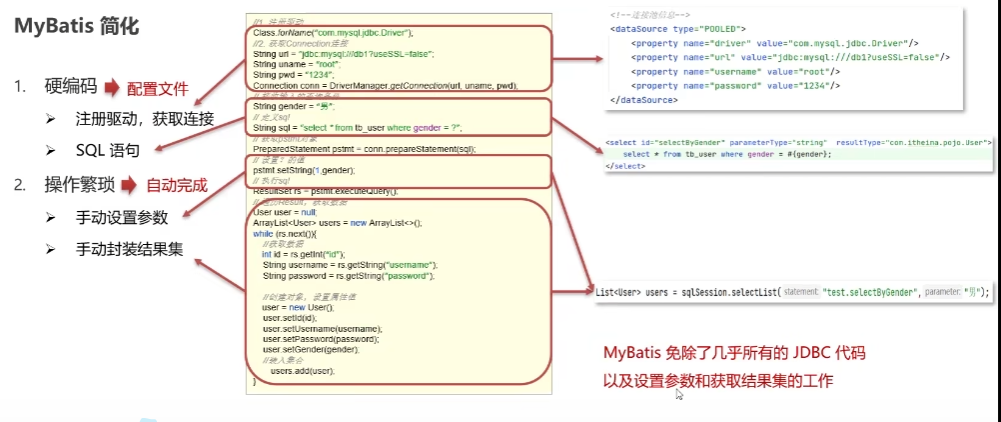 MyBatis 简化
1. 硬编码 配置文件
注册驱动，获取连接
SQL 语句
2. 操作繁琐 自动完成
手动设置参数
手动封装结果集
//1. 注册驱动
Class.forName("com.mysql.jdbc.Driver");
//2. 获取Connection连接
String url = "jdbc:mysql:///db1?useSSL=false";
String uname = "root";
String pwd = "1234";
Connection conn = DriverManager.getConnection(url, uname, pwd);
String gender = "男";
// 定义sql
String sql = "select * from tb_user where gender = ?";
// 获取pstmt对象
PreparedStatement pstmt = conn.prepareStatement(sql);
// 设置？的值
pstmt.setString(1,gender);
// 执行sql
ResultSet rs = pstmt.executeQuery();
// 遍历Result，获取数据
User user = null;
ArrayList<User> users = new ArrayList<>();
while (rs.next()){
//获取数据
int id = rs.getInt("id");
String username = rs.getString("username");
String password = rs.getString("password");
//创建对象，设置属性值
user = new User();
user.setId(id);
user.setUsername(username);
user.setPassword(password);
user.setGender(gender);
//装入集合
users.add(user);
}
<!--连接池信息-->
<dataSource type="POOLED">
<property name="driver" value="com.mysql.jdbc.Driver"/>
<property name="url" value="jdbc:mysql:///db1?useSSL=false"/>
<property name="username" value="root"/>
<property name="password" value="1234"/>
</dataSource>
<select id="selectByGender" parameterType="string" resultType="com.itheima.pojo.User">
select * from tb_user where gender = #{gender};
</select>
List<User> users = sqlSession.selectList( statement: "test.selectByGender", parameter: "男");
MyBatis 免除了几乎所有的 JDBC 代码
以及设置参数和获取结果集的工作